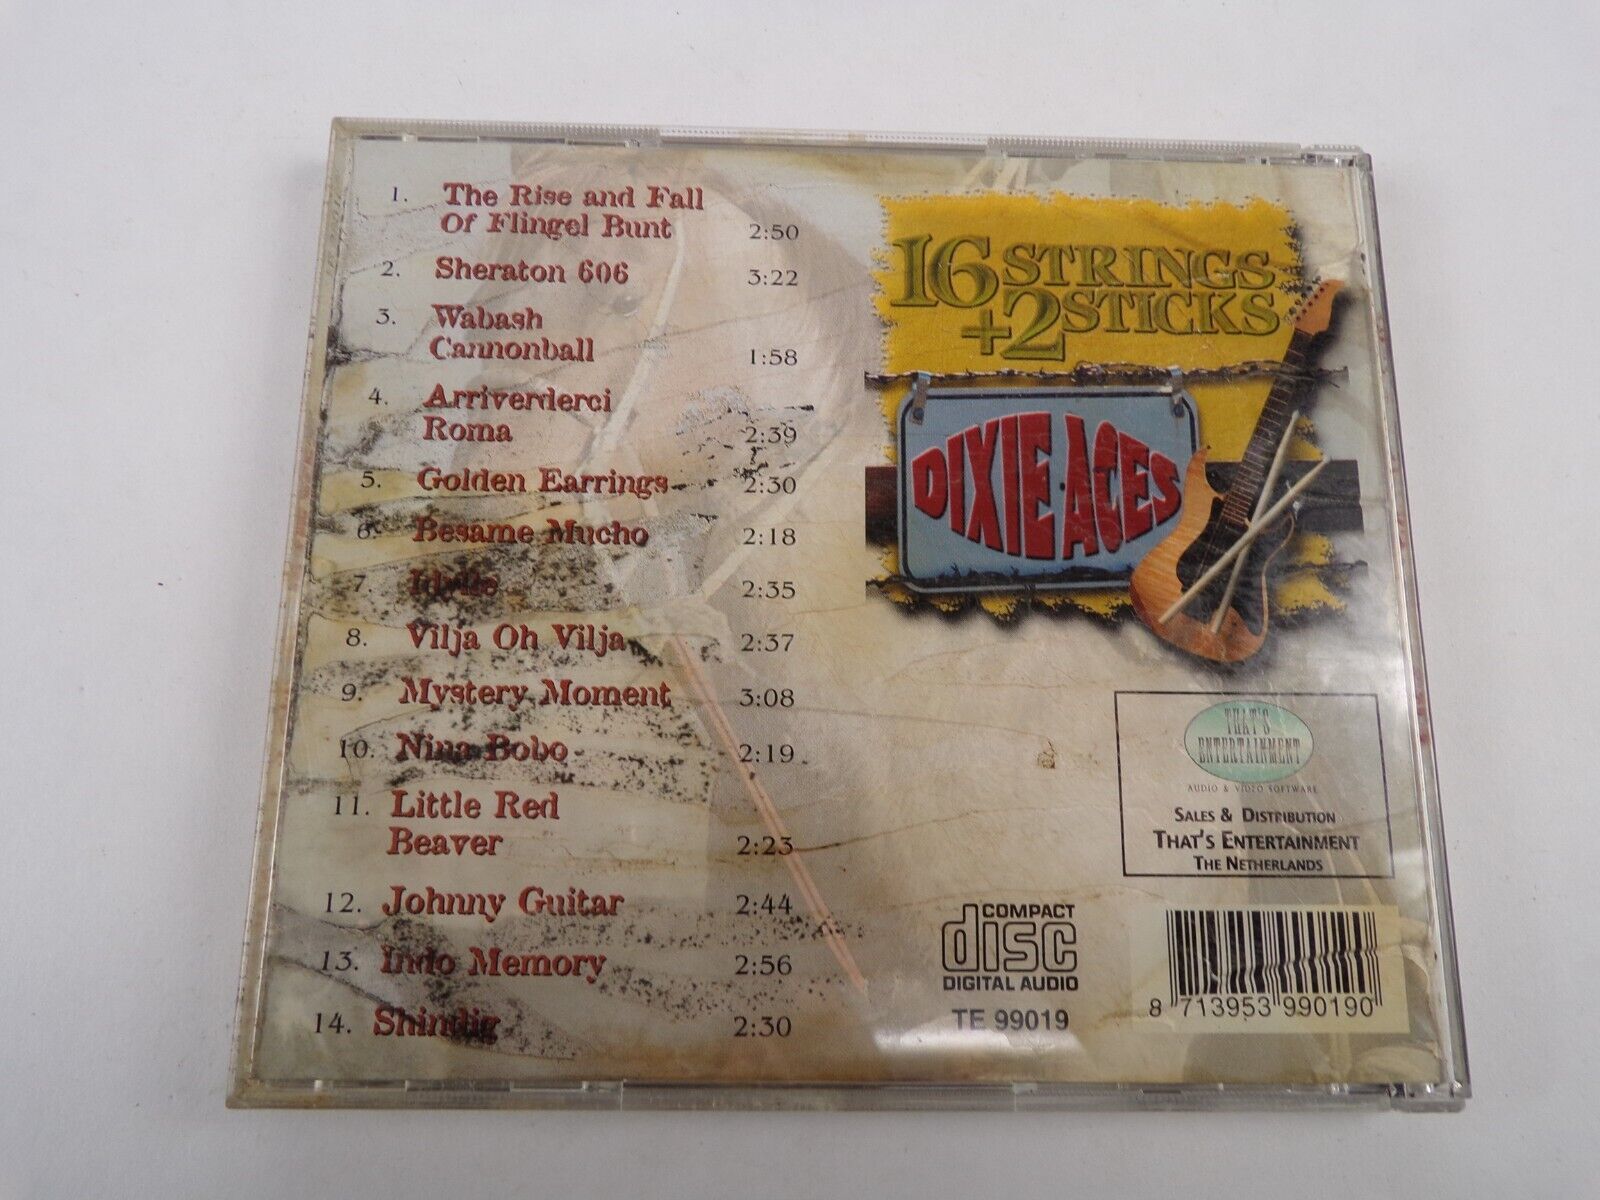 1. The Rise and Fall
Of Flingel Bunt 2:50
2. Sheraton 606 3:22
3. Wabash
Cannonball 1:58
4. Arriverderci
Roma 2:39
5. Golden Earrings 2:30
6. Besame Mucho 2:18
7. 2:35
8. Vilja Oh Vilja 2:37
9. Mystery Moment 3:08
10. Nina Bobo 2:19
11. Little Red
Beaver 2:23
12. Johnny Guitar 2:44
13. Indo Memory 2:56
14. Shindig 2:30
16 STRINGS
+2 STICKS
DIXIE·ACES
THAT'S
ENTERTAINMENT
AUDIO & VIDEO SOFTWARE
SALES & DISTRIBUTION
THAT'S ENTERTAINMENT
THE NETHERLANDS
COMPACT
disc
DIGITAL AUDIO
TE 99019
8 713953 990190